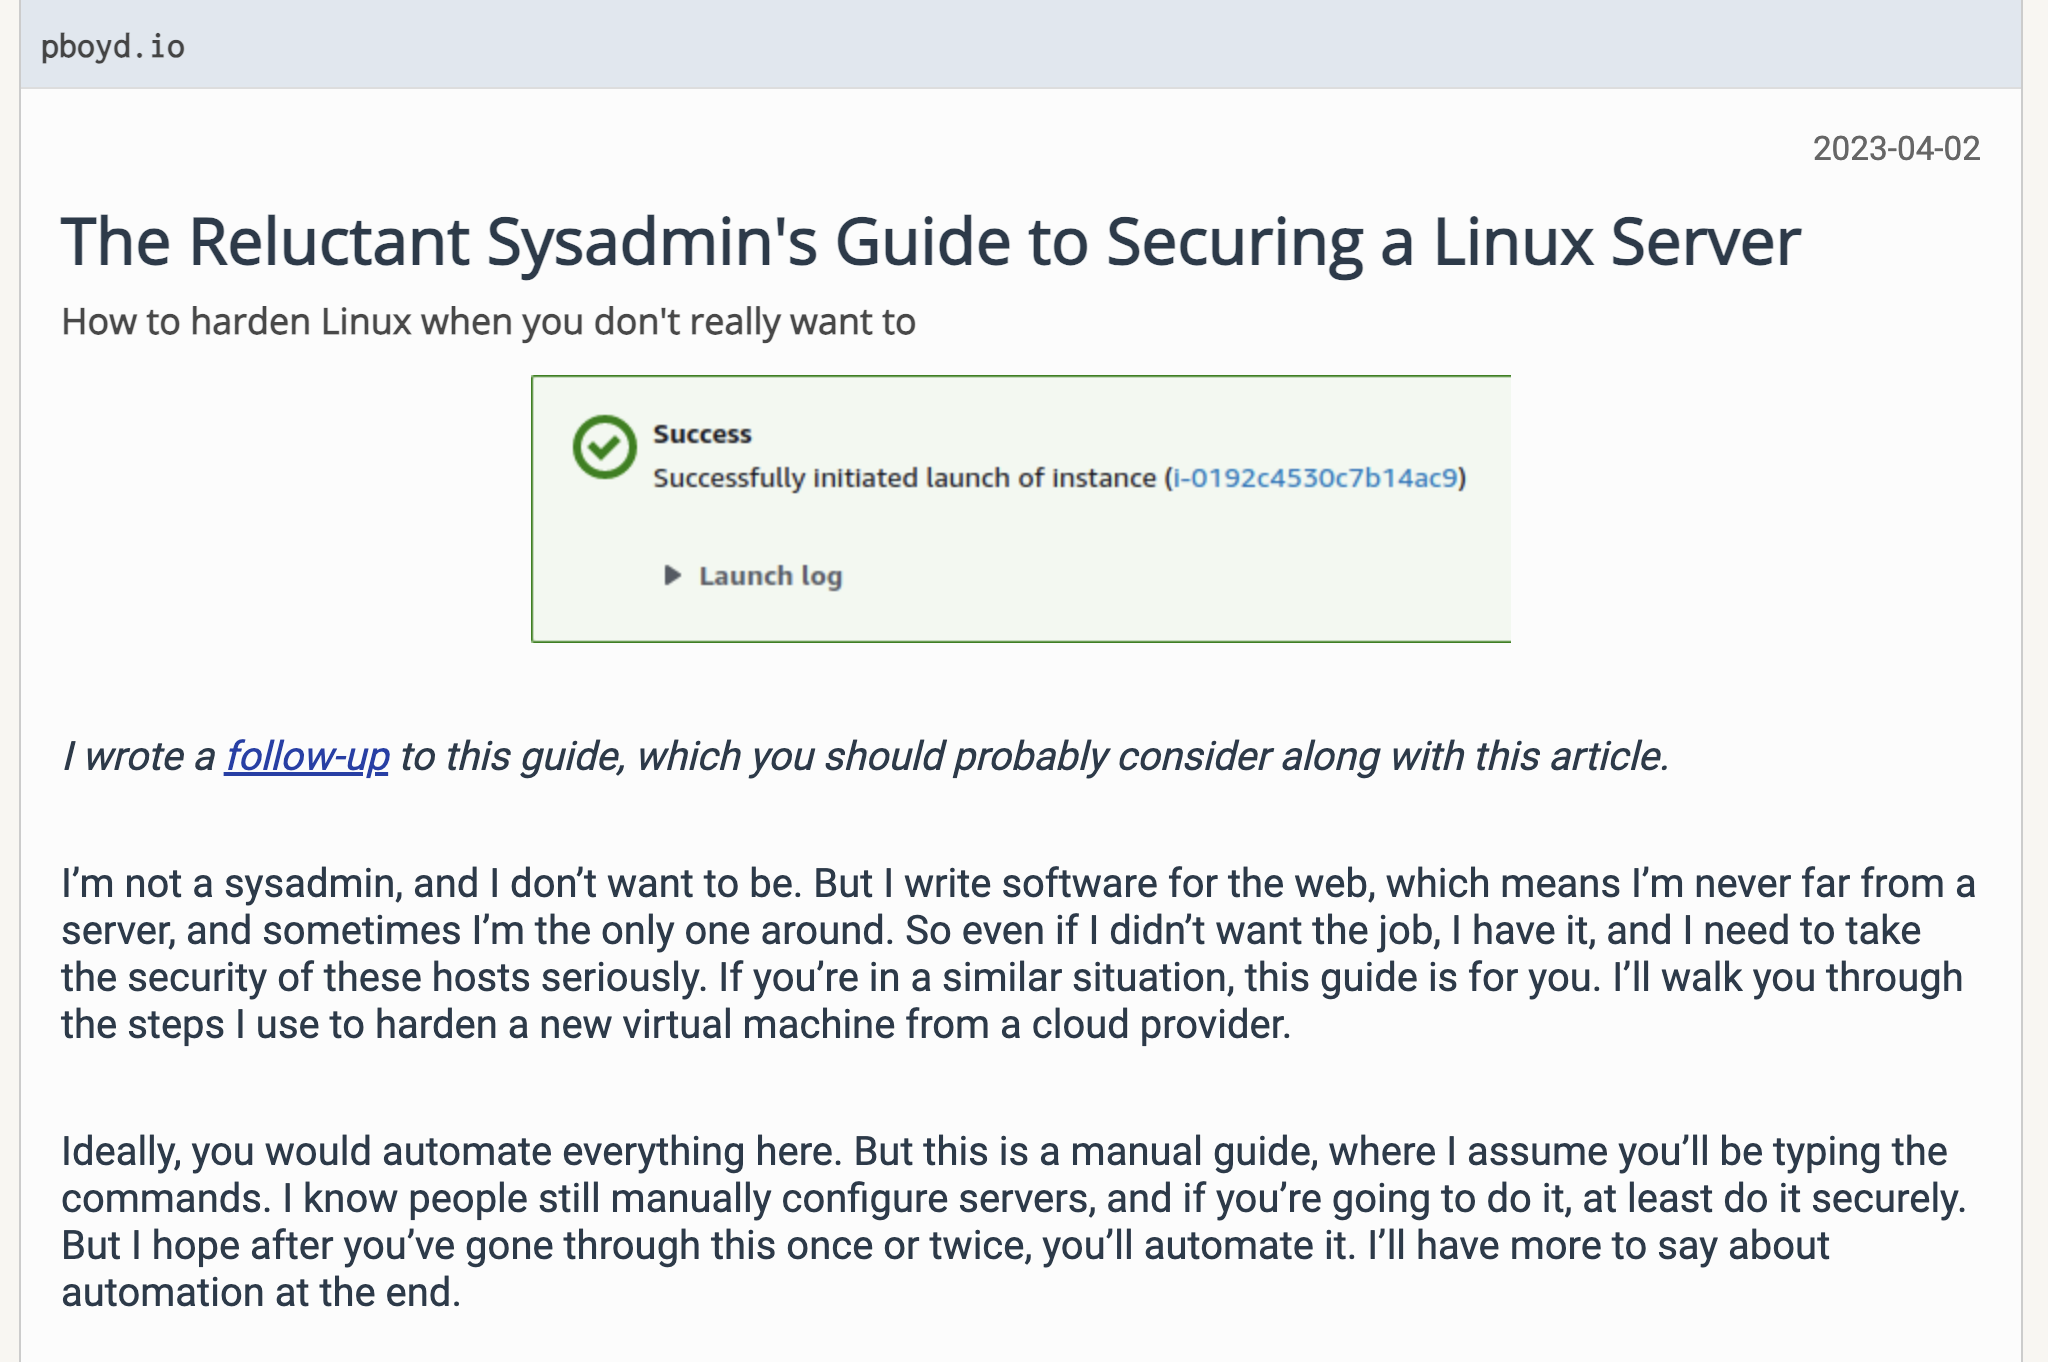 pboyd.io
2023-04-02
The Reluctant Sysadmin's Guide to Securing a Linux Server
How to harden Linux when you don't really want to
Success
Successfully initiated launch of instance (i-0192c4530c7b14ac9)
Launch log
I wrote a follow-up to this guide, which you should probably consider along with this article.
I’m not a sysadmin, and I don’t want to be. But I write software for the web, which means I’m never far from a
server, and sometimes I’m the only one around. So even if I didn’t want the job, I have it, and I need to take
the security of these hosts seriously. If you’re in a similar situation, this guide is for you. I’ll walk you through
the steps I use to harden a new virtual machine from a cloud provider.
Ideally, you would automate everything here. But this is a manual guide, where I assume you’ll be typing the
commands. I know people still manually configure servers, and if you’re going to do it, at least do it securely.
But I hope after you’ve gone through this once or twice, you’ll automate it. I’ll have more to say about
automation at the end.